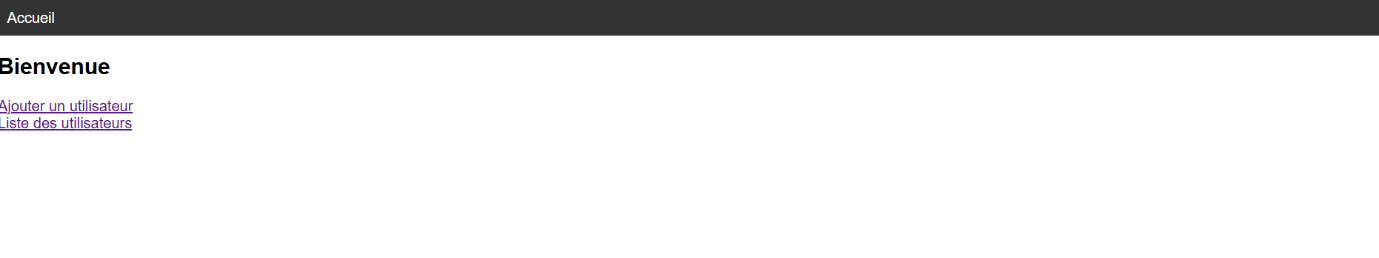 Accueil
Bienvenue
Ajouter un utilisateur
Liste des utilisateurs